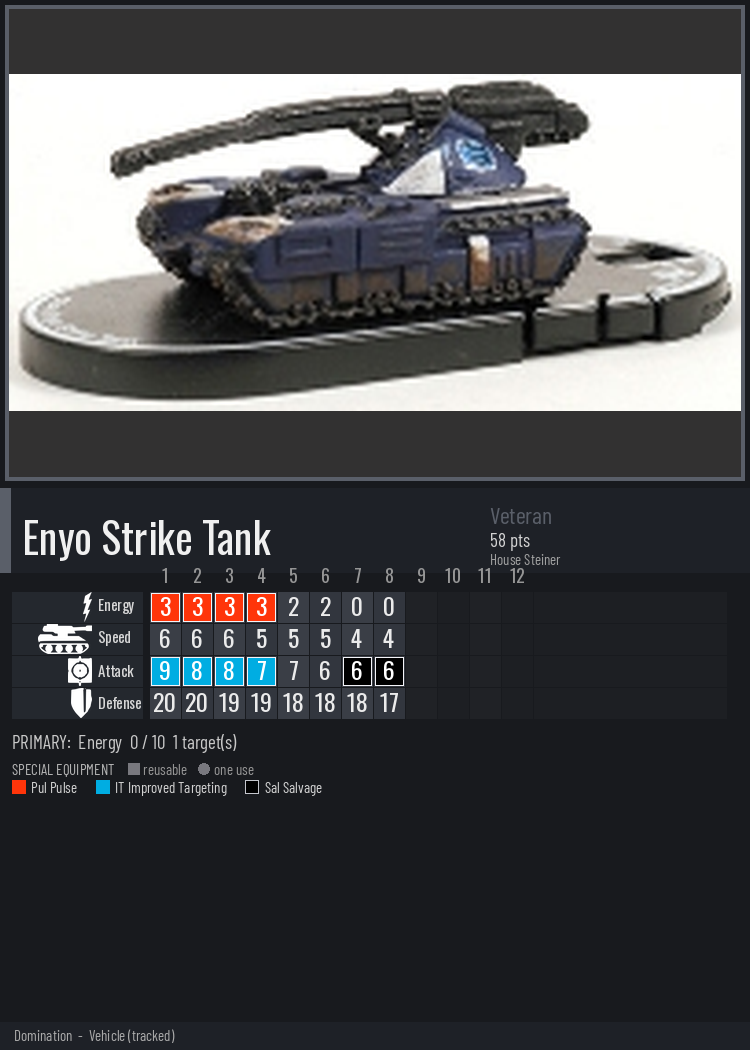 Enyo Strike Tank
Veteran
58 pts
House Steiner
1 2 3 4 5 6 7 8 9 10 11 12
Energy 3 3 3 3 2 2 0 0
Speed 6 6 6 5 5 5 4 4
Attack 9 8 8 7 7 6 6 6
Defense 20 20 19 19 18 18 18 17
PRIMARY: Energy 0 / 10 1 target(s)
SPECIAL EQUIPMENT reusable one use
Pul Pulse IT Improved Targeting Sal Salvage
Domination - Vehicle (tracked)